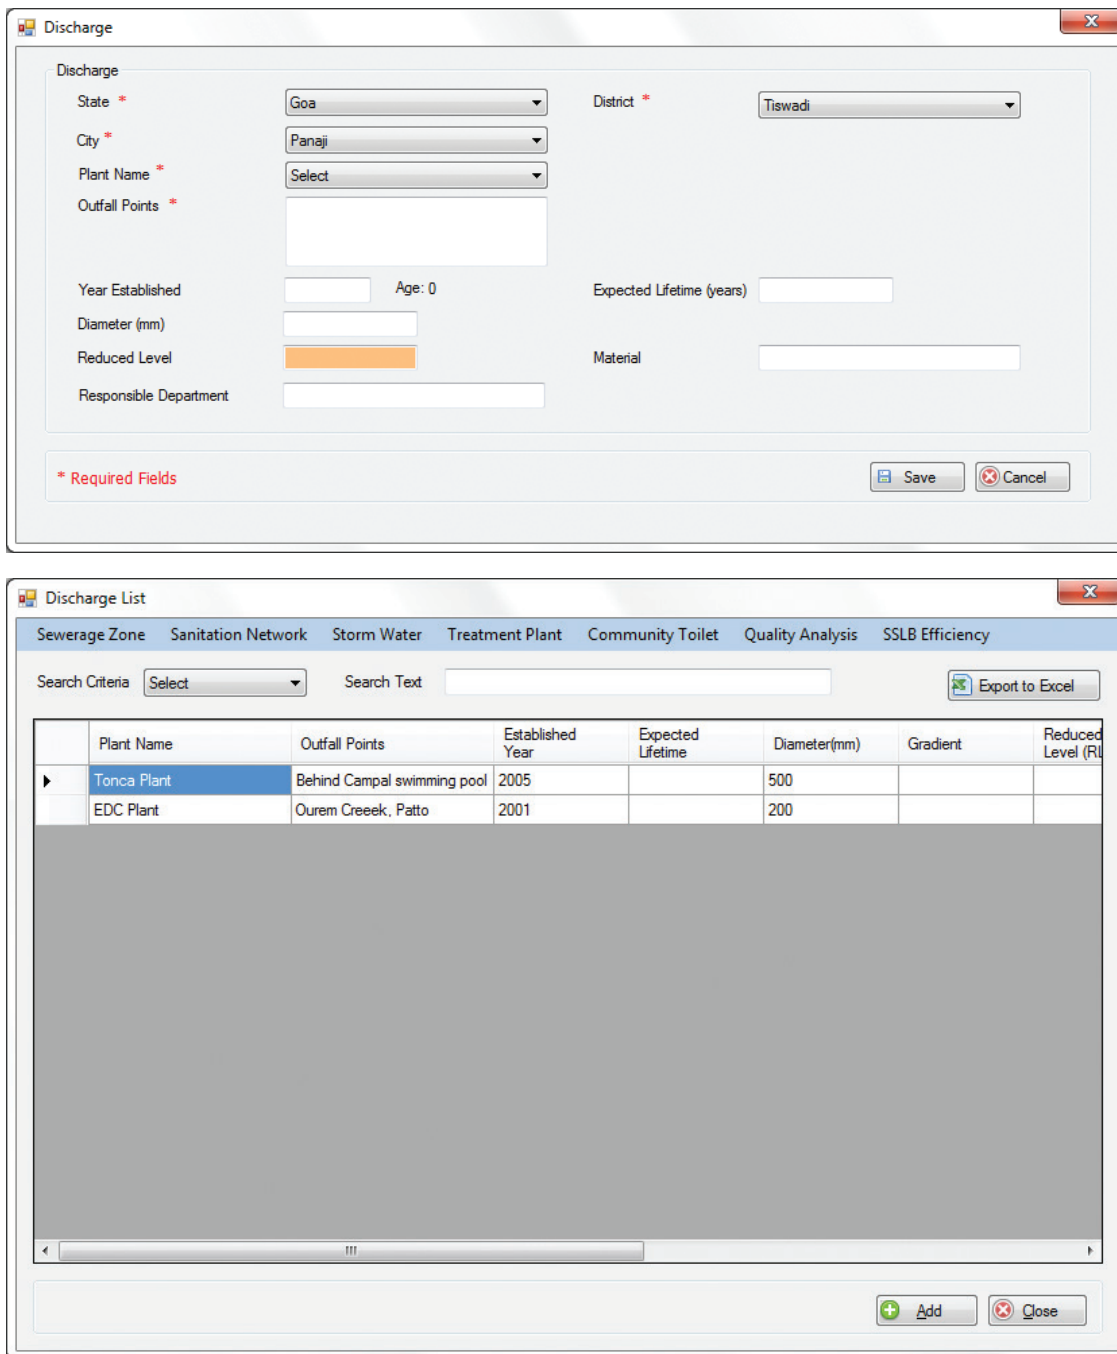 Discharge
Discharge
State * Goa District * Tiswadi
City * Panaji
Plant Name * Select
Outfall Points *
Year Established Age: 0 Expected Lifetime (years)
Diameter (mm)
Reduced Level Material
Responsible Department
* Required Fields Save Cancel
Discharge List
Sewerage Zone Sanitation Network Storm Water Treatment Plant Community Toilet Quality Analysis SSLB Efficiency
Search Criteria Select Search Text Export to Excel
Plant Name Outfall Points Established Year Expected Lifetime Diameter(mm) Gradient Reduced Level (RL
Tonca Plant Behind Campal swimming pool 2005 500
EDC Plant Ourem Creeek, Patto 2001 200
Add Close